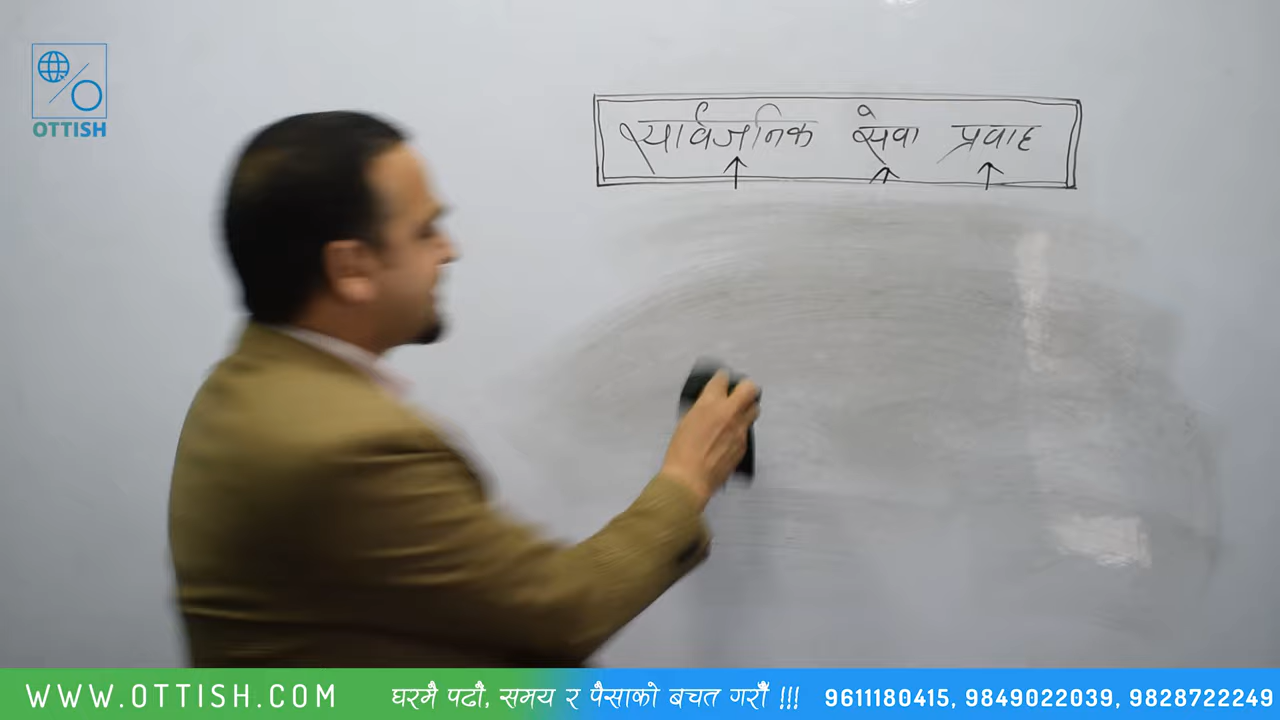 OTTISH
सार्वजनिक सेवा प्रवाह
WWW.OTTISH.COM
घरमै पढौं, समय र पैसाको बचत गरौं !!!
9611180415, 9849022039, 9828722249